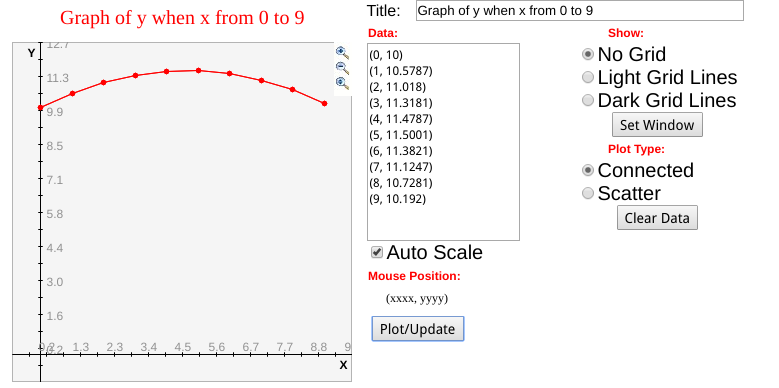 Graph of y when x from 0 to 9
Y
12.7
11.3
9.9
8.5
7.1
5.8
4.4
3.0
1.6
0.2
0.2 1.3 2.3 3.4 4.5 5.6 6.7 7.7 8.8 9
X
Title: Graph of y when x from 0 to 9
Data:
(0, 10)
(1, 10.5787)
(2, 11.018)
(3, 11.3181)
(4, 11.4787)
(5, 11.5001)
(6, 11.3821)
(7, 11.1247)
(8, 10.7281)
(9, 10.192)
Auto Scale
Mouse Position:
(xxxx, yyyy)
Plot/Update
Show:
No Grid
Light Grid Lines
Dark Grid Lines
Set Window
Plot Type:
Connected
Scatter
Clear Data